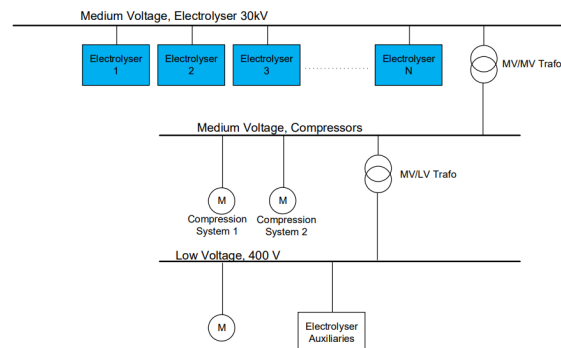 Medium Voltage, Electrolyser 30kV
Electrolyser
1
Electrolyser
2
Electrolyser
3
Electrolyser
N
MV/MV Trafo
Medium Voltage, Compressors
MV/LV Trafo
M
M
Compression
System 1
Compression
System 2
Low Voltage, 400 V
M
Electrolyser
Auxiliaries